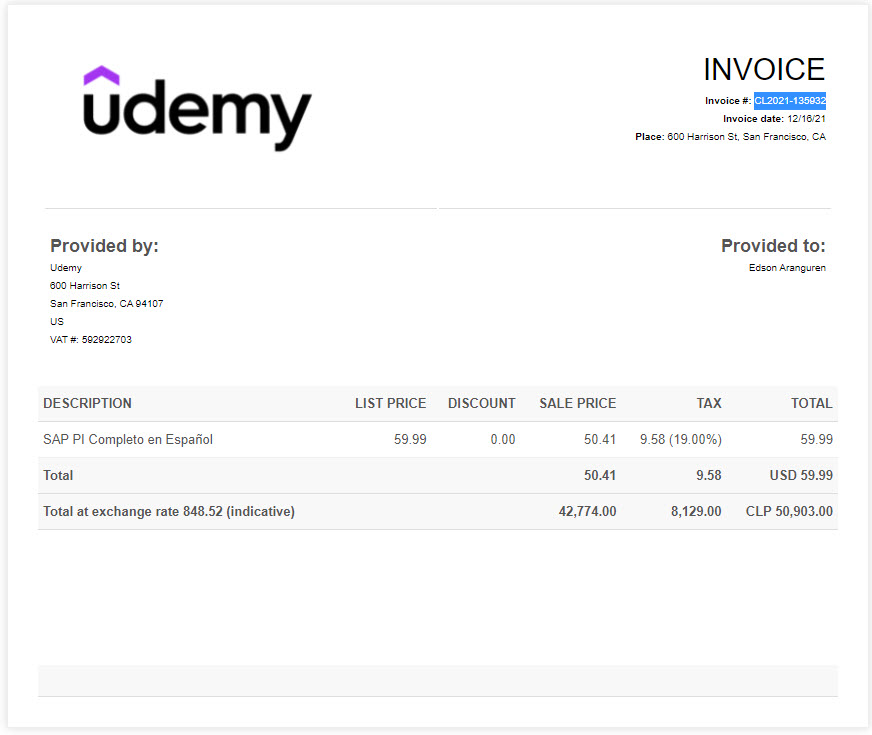 udemy
INVOICE
Invoice #: CL2021-135932
Invoice date: 12/16/21
Place: 600 Harrison St, San Francisco, CA
Provided by:
Udemy
600 Harrison St
San Francisco, CA 94107
US
VAT #: 592922703
Provided to:
Edson Aranguren
DESCRIPTION LIST PRICE DISCOUNT SALE PRICE TAX TOTAL
SAP PI Completo en Español 59.99 0.00 50.41 9.58 (19.00%) 59.99
Total 50.41 9.58 USD 59.99
Total at exchange rate 848.52 (indicative) 42,774.00 8,129.00 CLP 50,903.00